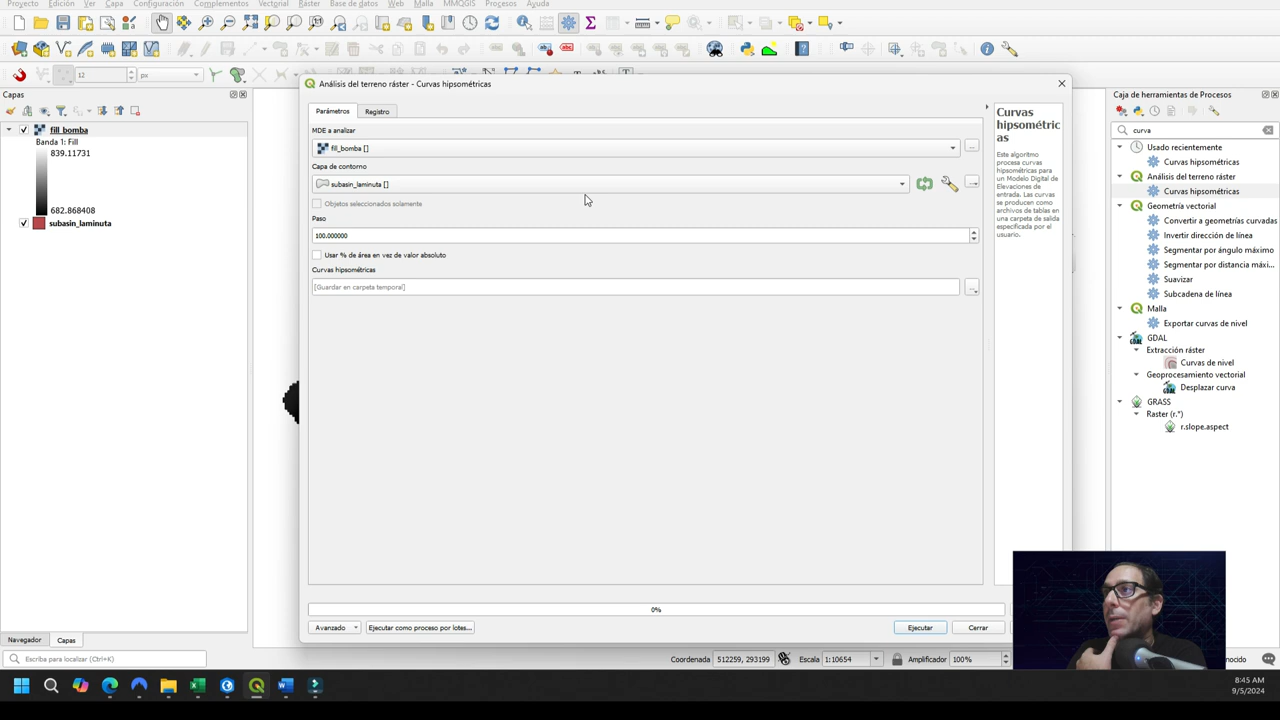 Proyecto Edición Ver Capa Configuración Complementos Vectorial Ráster Base de datos Web Malla MMQGIS Procesos Ayuda
12
px
Capas
fill_bomba
Banda 1: Fill
839.11731
682.868408
subasin_laminuta
Navegador
Capas
Análisis del terreno ráster - Curvas hipsométricas
Parámetros
Registro
MDE a analizar
fill_bomba []
Capa de contorno
subasin_laminuta []
Objetos seleccionados solamente
Paso
100.000000
Usar % de área en vez de valor absoluto
Curvas hipsométricas
[Guardar en carpeta temporal]
0%
Avanzado
Ejecutar como proceso por lotes...
Ejecutar
Cerrar
Curvas
hipsométric
as
Este algoritmo
procesa curvas
hipsométricas
para un
Modelo Digital de
Elevaciones de
entrada. Las curvas
se producen como
archivos de tablas en
una carpeta de salida
especificada por el
usuario.
Caja de herramientas de Procesos
curva
Usado recientemente
Curvas hipsométricas
Análisis del terreno ráster
Curvas hipsométricas
Geometría vectorial
Convertir a geometrías curvadas
Invertir dirección de línea
Segmentar por ángulo máximo
Segmentar por distancia máxi...
Suavizar
Subcadena de línea
Malla
Exportar curvas de nivel
GDAL
Extracción ráster
Curvas de nivel
Geoprocesamiento vectorial
Desplazar curva
GRASS
Raster (r.*)
r.slope.aspect
Escriba para localizar (Ctrl+K)
Coordenada 512259, 293199
Escala 1:10654
Amplificador 100%
nocido
8:45 AM
9/5/2024